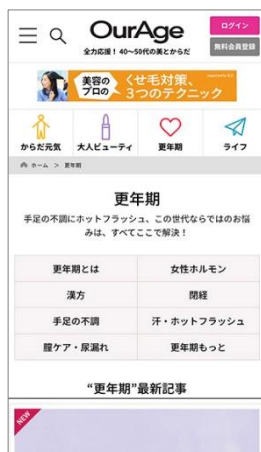 OurAge
全力応援！ 40〜50代の美とからだ
ログイン
無料会員登録
美容の
プロの
くせ毛対策、
3つのテクニック
からだ元気
大人ビューティ
更年期
ライフ
ホーム > 更年期
更年期
手足の不調にホットフラッシュ、この世代ならではのお悩
みは、すべてここで解決！
更年期とは
女性ホルモン
漢方
閉経
手足の不調
汗・ホットフラッシュ
膣ケア・尿漏れ
更年期もっと
“更年期”最新記事
NEW